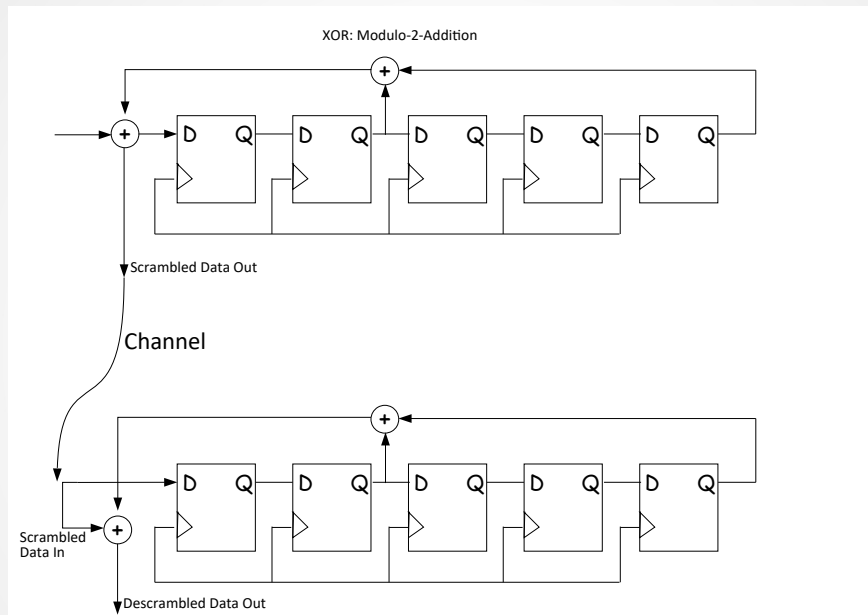 XOR: Modulo-2-Addition
+
+
D Q D Q D Q D Q D Q
Scrambled Data Out
Channel
+
D Q D Q D Q D Q D Q
+
Scrambled
Data In
Descrambled Data Out